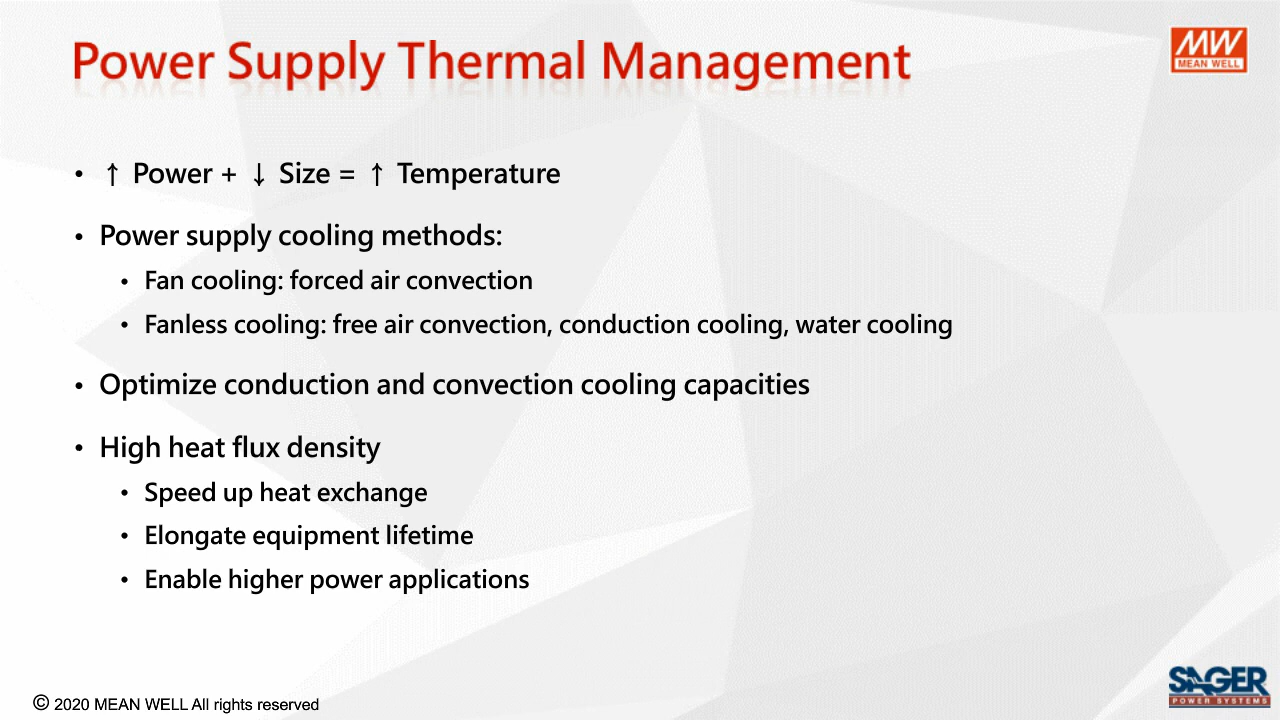 Power Supply Thermal Management
MW
MEAN WELL
• ↑ Power + ↓ Size = ↑ Temperature
• Power supply cooling methods:
• Fan cooling: forced air convection
• Fanless cooling: free air convection, conduction cooling, water cooling
• Optimize conduction and convection cooling capacities
• High heat flux density
• Speed up heat exchange
• Elongate equipment lifetime
• Enable higher power applications
© 2020 MEAN WELL All rights reserved
SAGER
POWER SYSTEMS